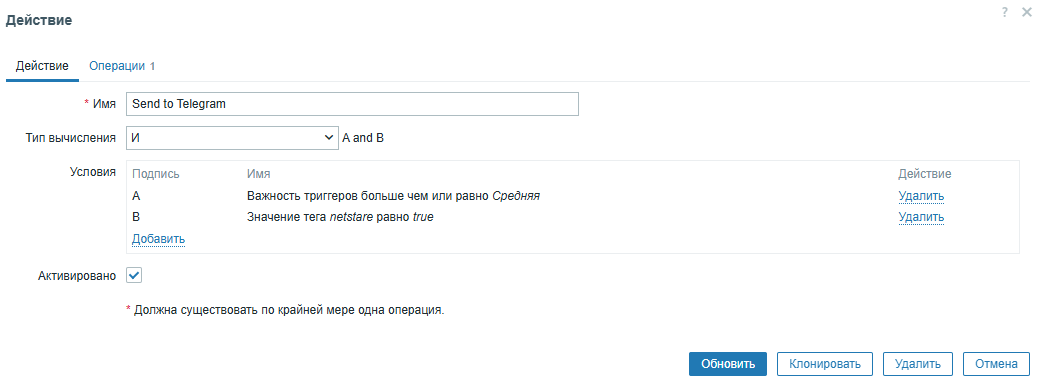 Действие
?
Действие Операции 1
* Имя Send to Telegram
Тип вычисления И A and B
Условия Подпись Имя Действие
A Важность триггеров больше чем или равно Средняя Удалить
B Значение тега netstare равно true Удалить
Добавить
Активировано
* Должна существовать по крайней мере одна операция.
Обновить Клонировать Удалить Отмена